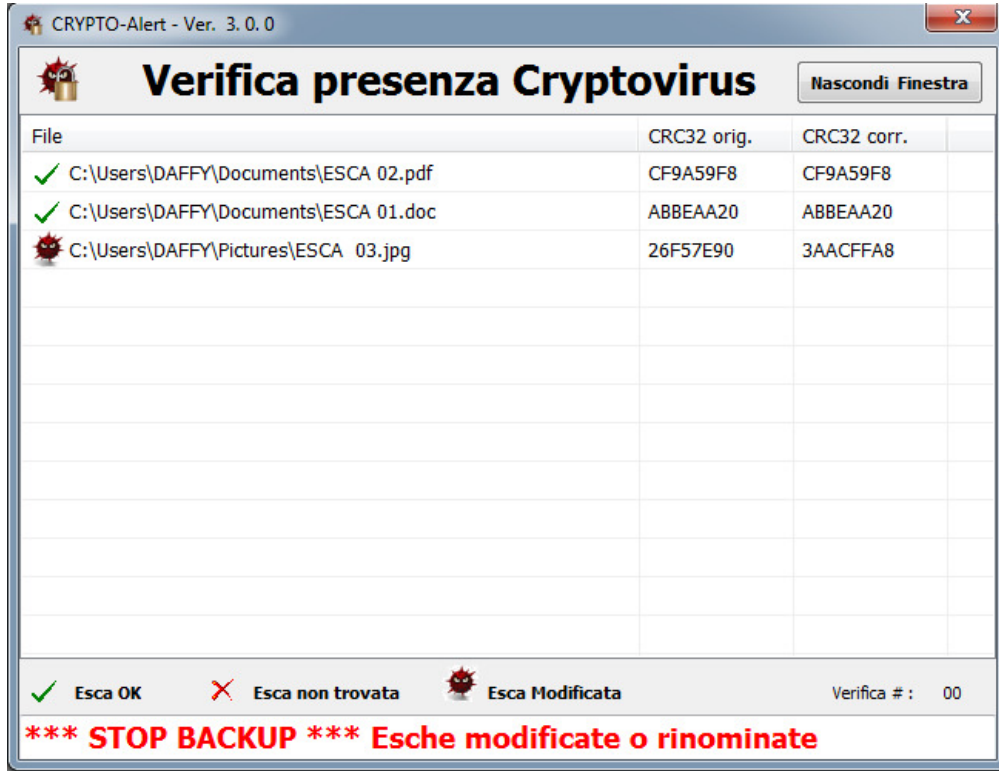 CRYPTO-Alert - Ver. 3. 0. 0
Verifica presenza Cryptovirus
Nascondi Finestra
File CRC32 orig. CRC32 corr.
C:\Users\DAFFY\Documents\ESCA 02.pdf CF9A59F8 CF9A59F8
C:\Users\DAFFY\Documents\ESCA 01.doc ABBEAA20 ABBEAA20
C:\Users\DAFFY\Pictures\ESCA  03.jpg 26F57E90 3AACFFA8
Esca OK Esca non trovata Esca Modificata Verifica # : 00
*** STOP BACKUP *** Esche modificate o rinominate